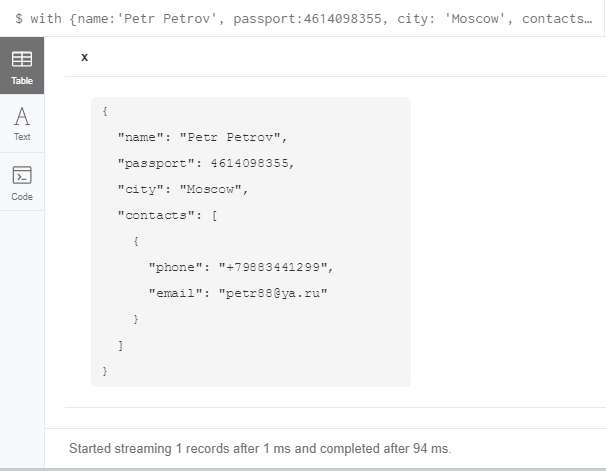 $ with {name:'Petr Petrov', passport:4614098355, city: 'Moscow', contacts…
Table
x
{
"name": "Petr Petrov",
"passport": 4614098355,
"city": "Moscow",
"contacts": [
{
"phone": "+79883441299",
"email": "petr88@ya.ru"
}
]
}
A
Text
Code
Started streaming 1 records after 1 ms and completed after 94 ms.